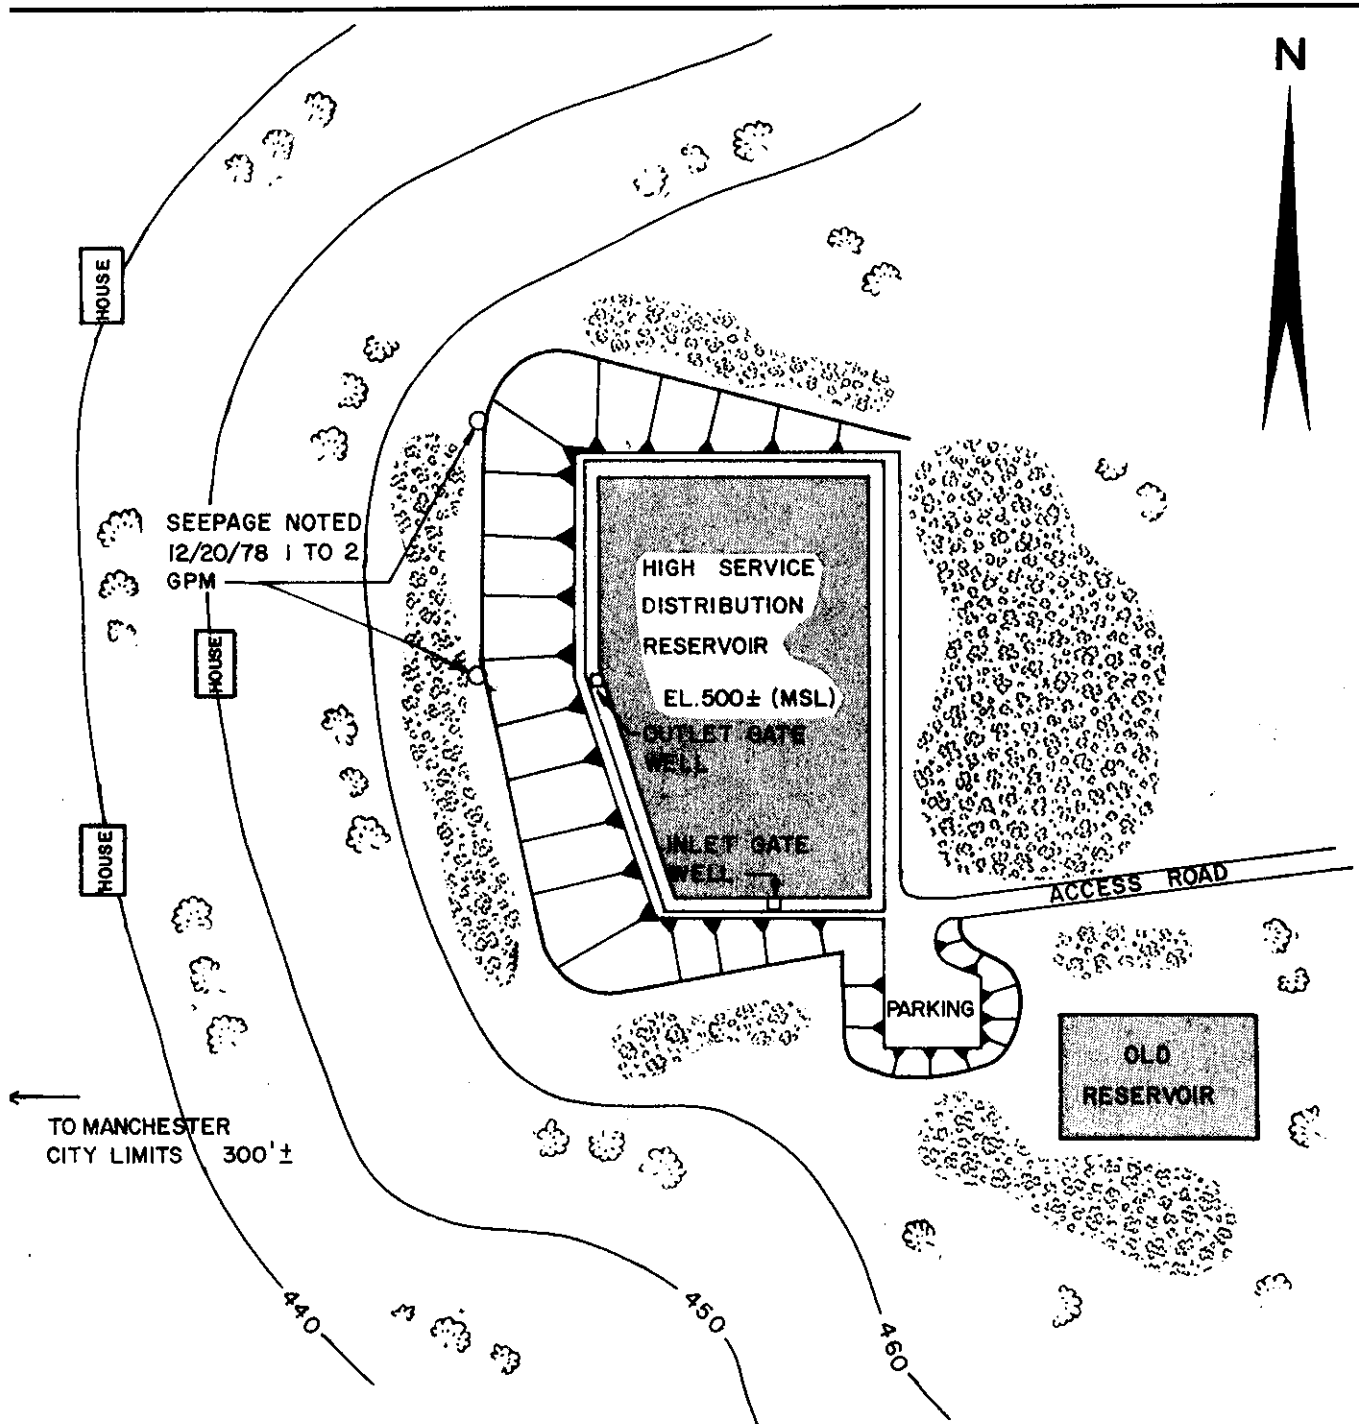 N
HOUSE
SEEPAGE NOTED
12/20/78 1 TO 2
GPM
HIGH SERVICE
DISTRIBUTION
RESERVOIR
EL.500± (MSL)
OUTLET GATE
WELL
HOUSE
INLET GATE
WELL
HOUSE
ACCESS ROAD
PARKING
OLD
RESERVOIR
TO MANCHESTER
CITY LIMITS 300'±
440
450
460